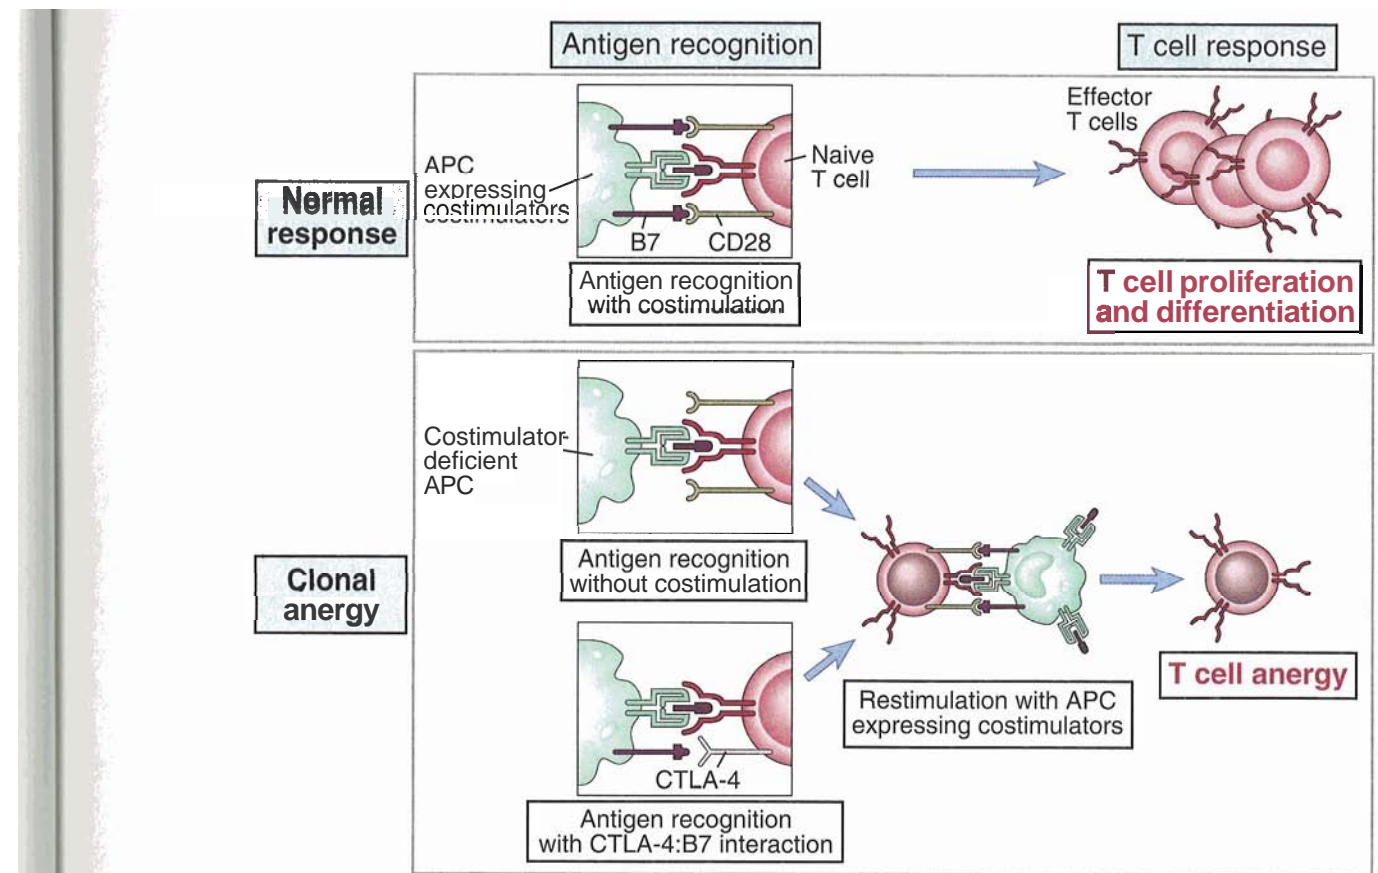 Antigen recognition
T cell response
Normal
response
APC
expressing
costimulators
B7
CD28
Naive
T cell
Effector
T cells
Antigen recognition
with costimulation
T cell proliferation
and differentiation
Clonal
anergy
Costimulator-
deficient
APC
Antigen recognition
without costimulation
CTLA-4
Antigen recognition
with CTLA-4:B7 interaction
Restimulation with APC
expressing costimulators
T cell anergy